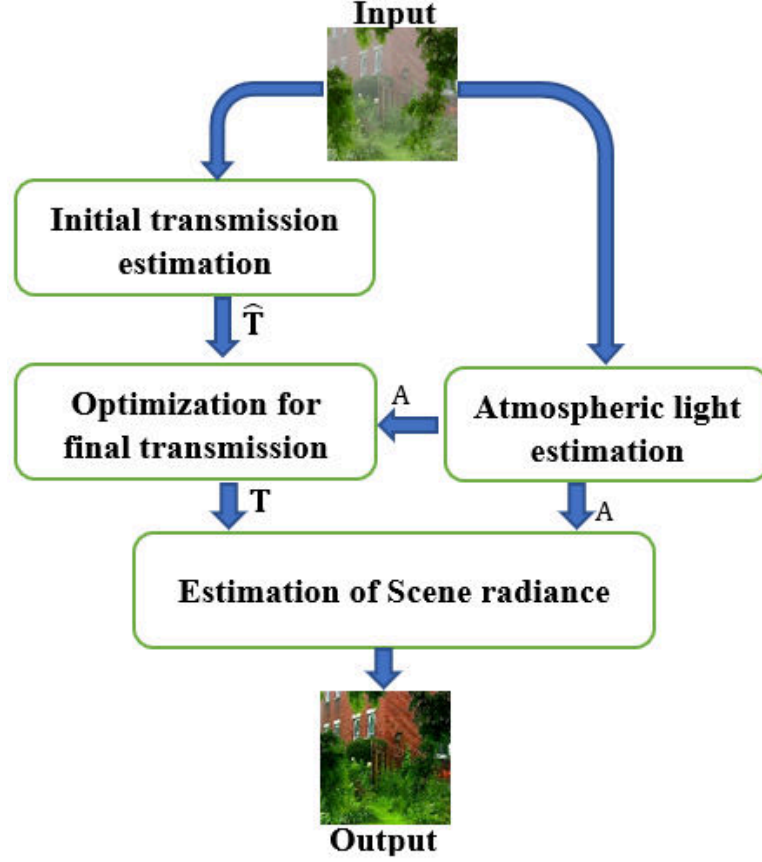 Input
Initial transmission
estimation
T̂
Optimization for
final transmission
A
Atmospheric light
estimation
T
A
Estimation of Scene radiance
Output